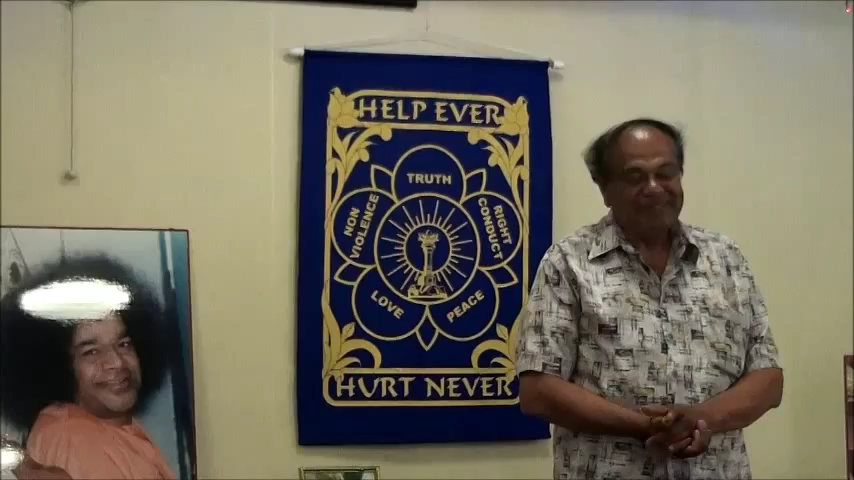 HELP EVER
TRUTH
NON
VIOLENCE
RIGHT
CONDUCT
LOVE
PEACE
HURT NEVER